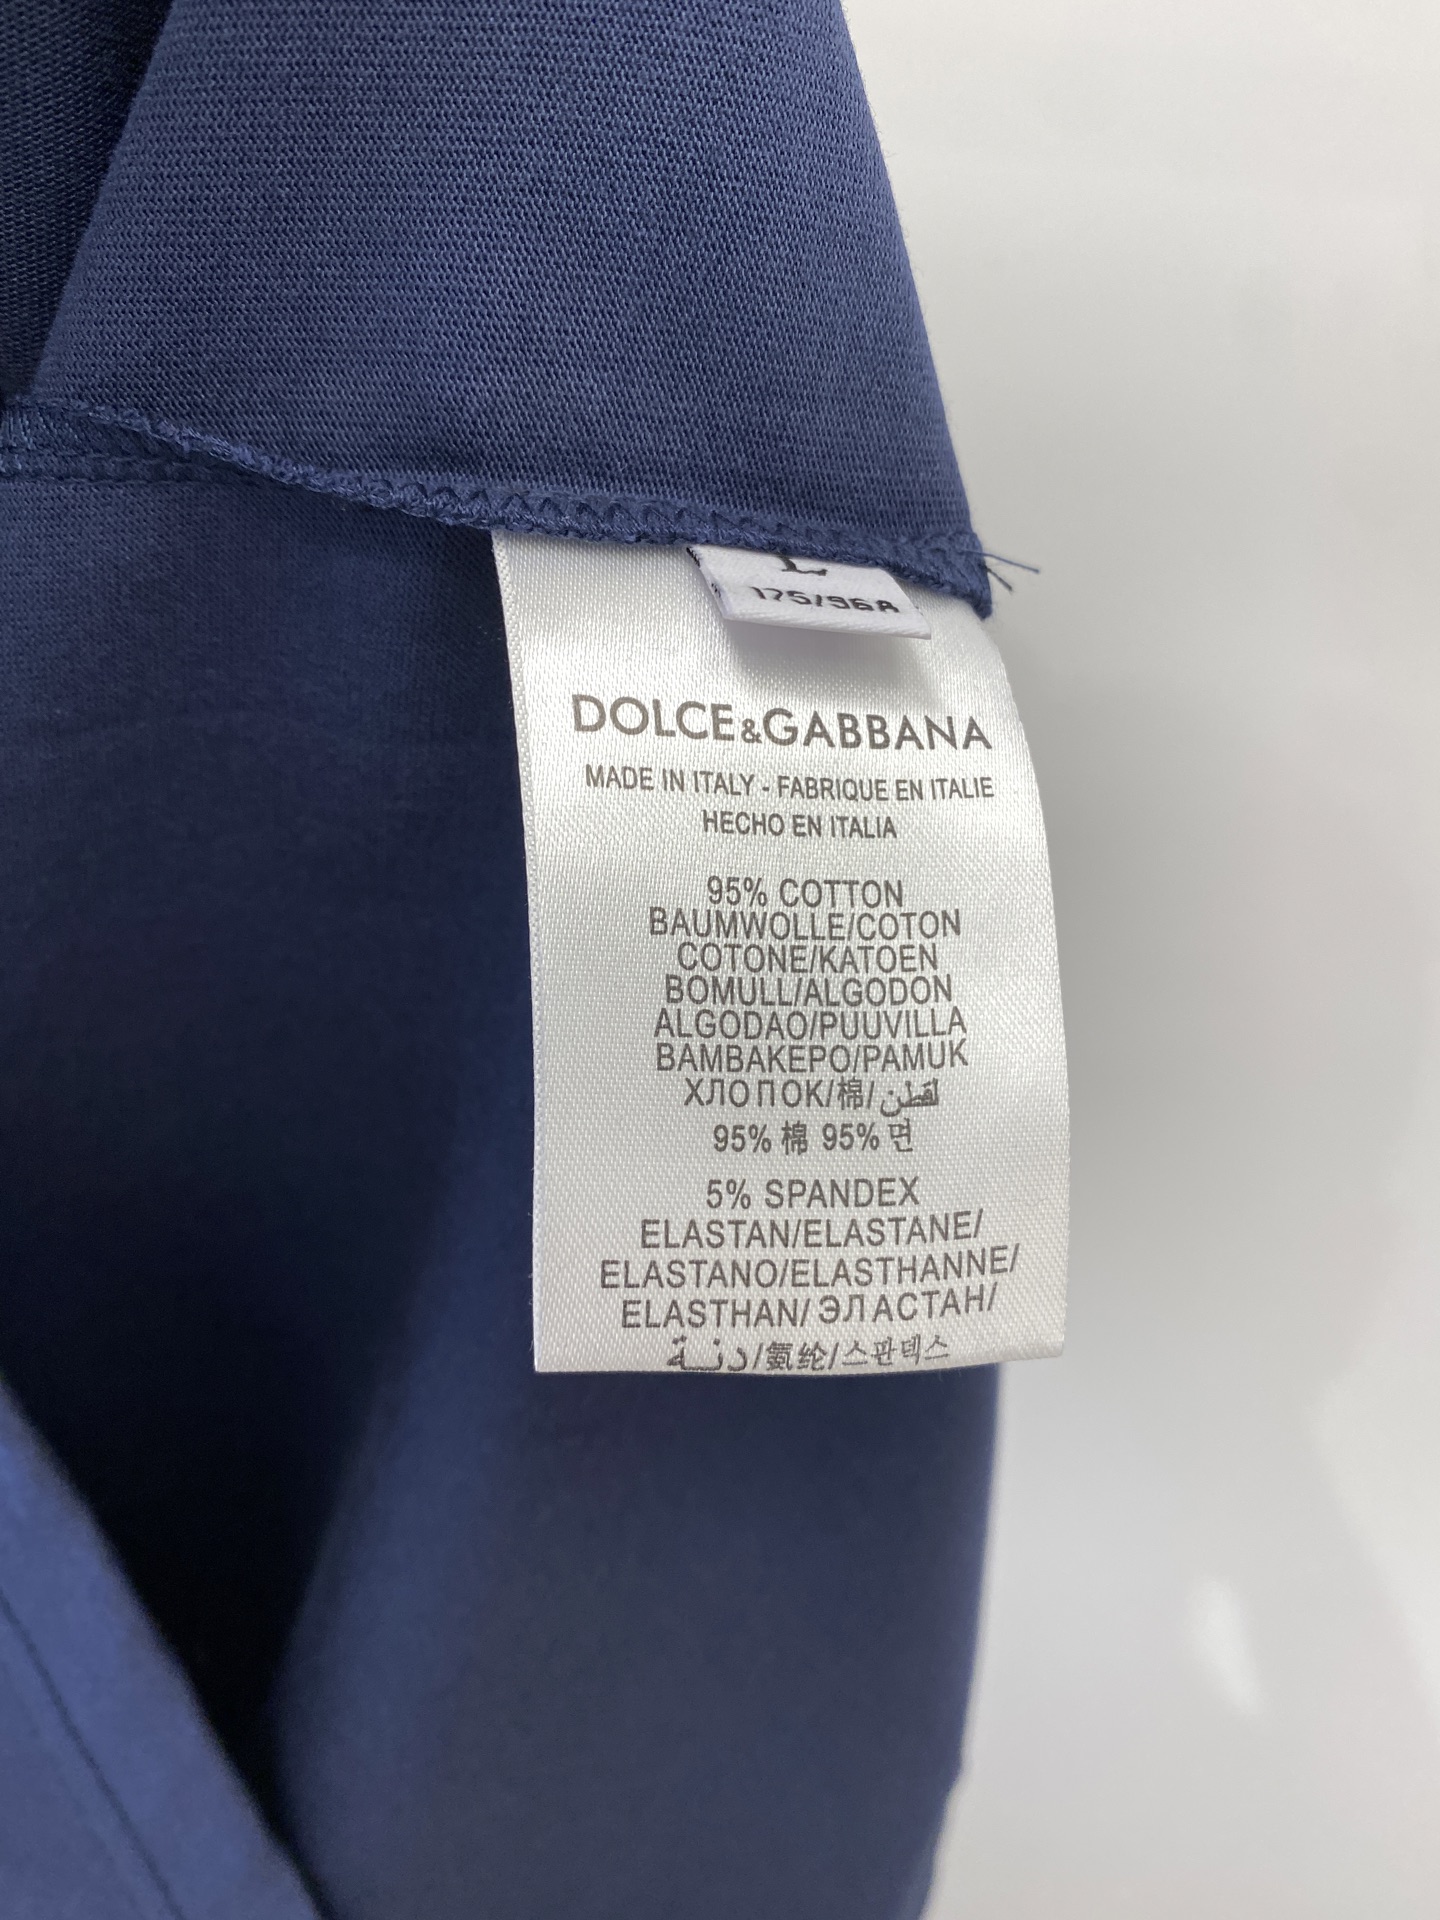 L
175/96A
DOLCE&GABBANA
MADE IN ITALY - FABRIQUE EN ITALIE
HECHO EN ITALIA
95% COTTON
BAUMWOLLE/COTON
COTONE/KATOEN
BOMULL/ALGODON
ALGODAO/PUUVILLA
BAMBAKEPO/PAMUK
ХЛОПОК/棉/لقطن
95% 棉 95% 면
5% SPANDEX
ELASTAN/ELASTANE/
ELASTANO/ELASTHANNE/
ELASTHAN/ЭЛАСТАН/
دنة/氨纶/스판덱스